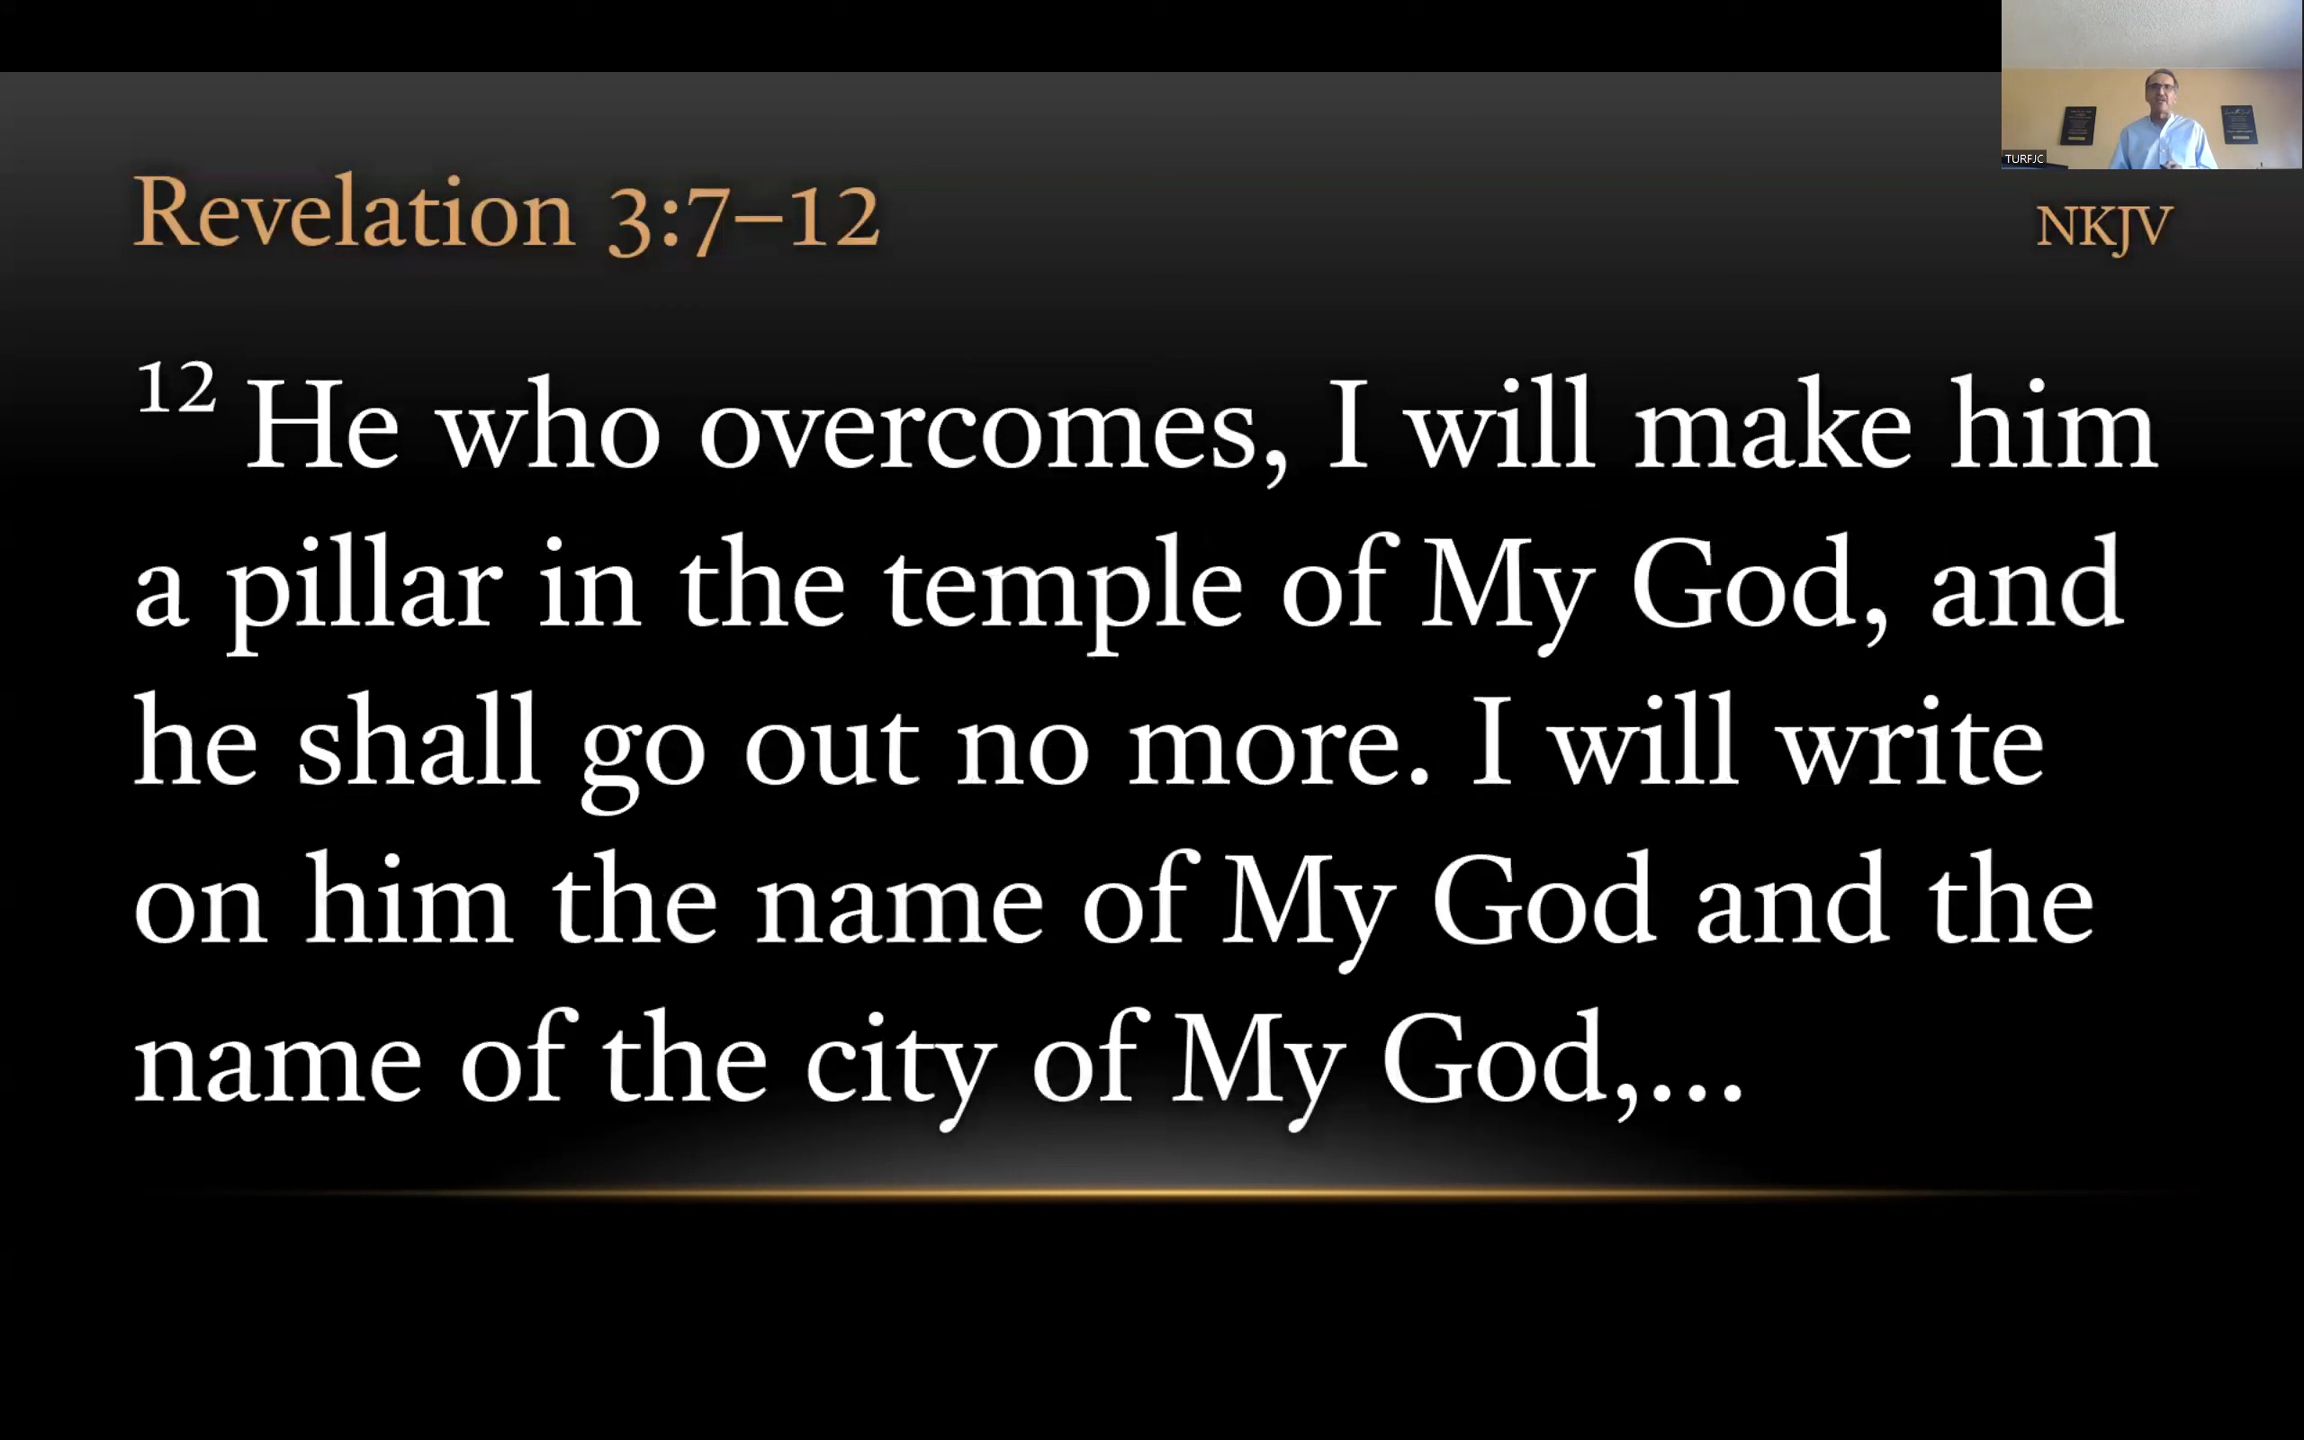 TURFJC
Revelation 3:7–12
NKJV
12 He who overcomes, I will make him
a pillar in the temple of My God, and
he shall go out no more. I will write
on him the name of My God and the
name of the city of My God,...